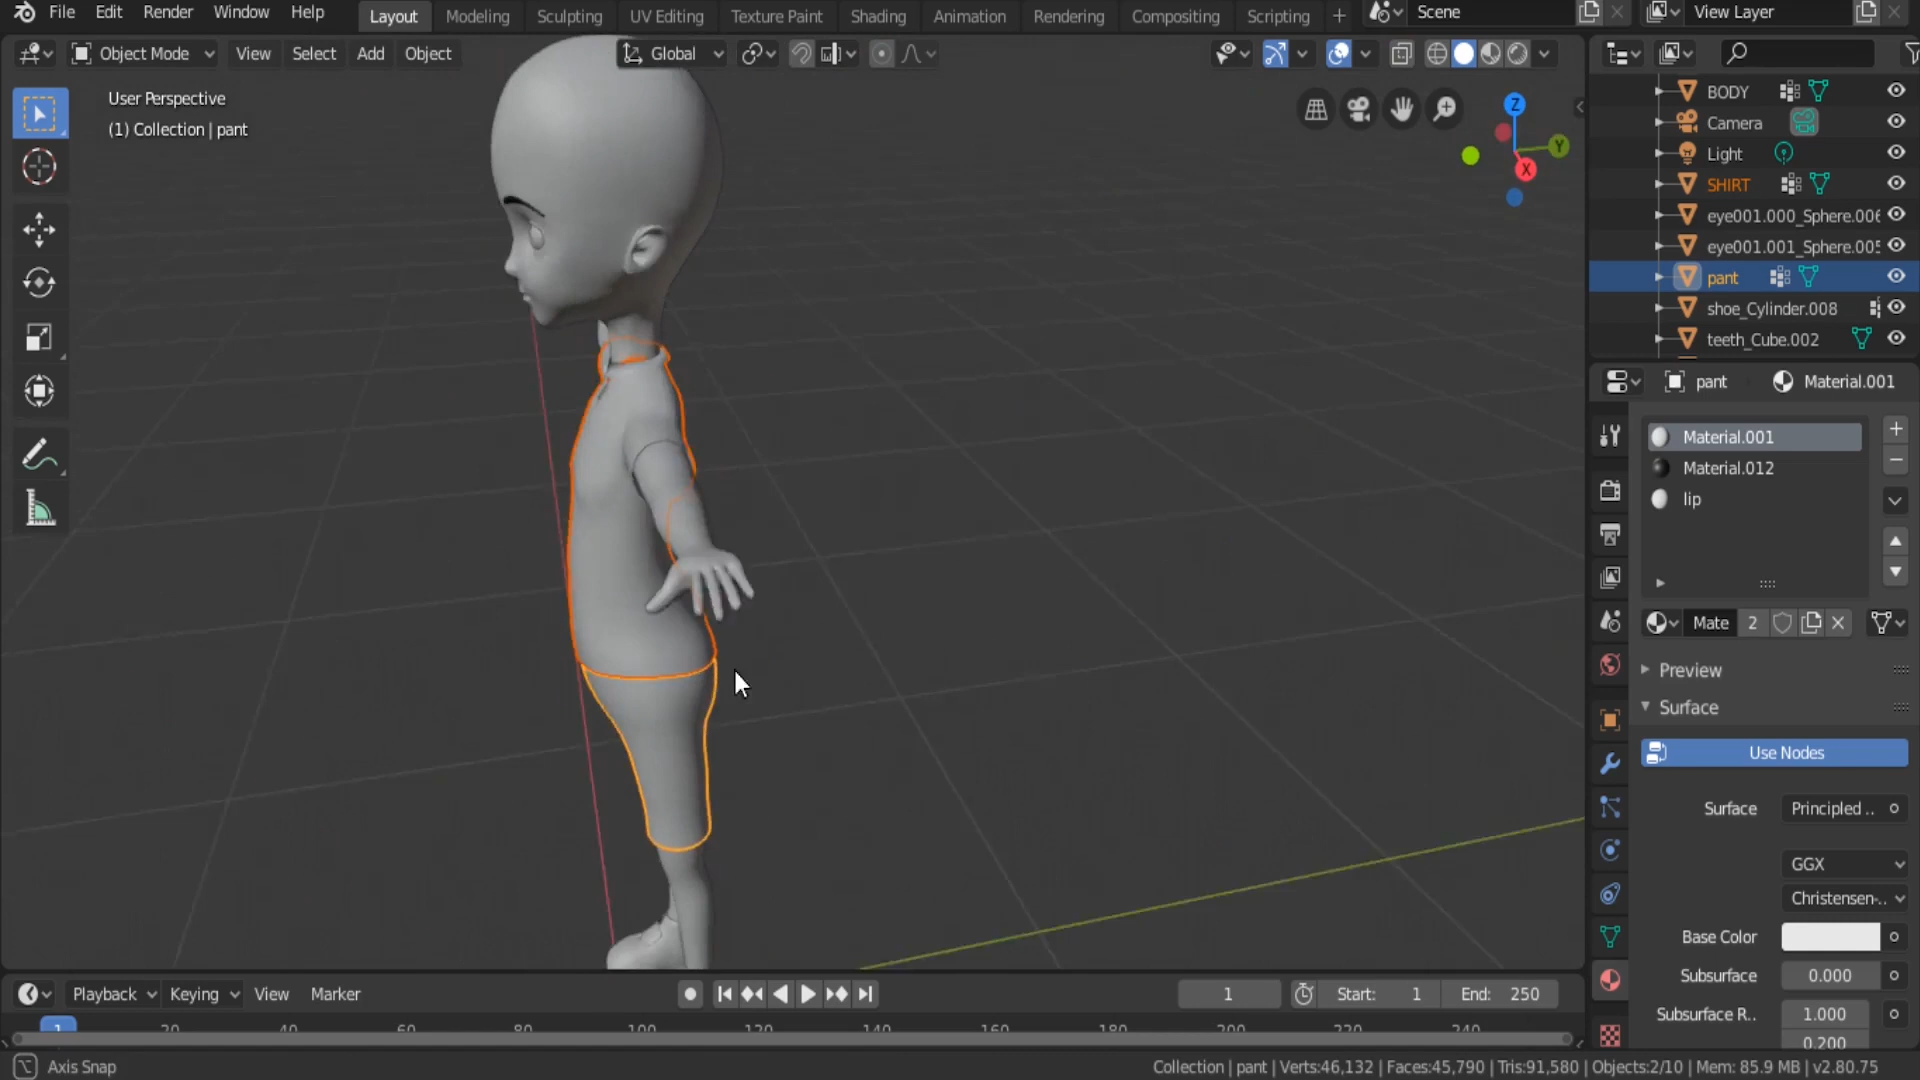 File Edit Render Window Help Layout Modeling Sculpting UV Editing Texture Paint Shading Animation Rendering Compositing Scripting + Scene View Layer
Object Mode View Select Add Object Global
User Perspective
(1) Collection | pant
Z
Y
X
BODY
Camera
Light
SHIRT
eye001.000_Sphere.006
eye001.001_Sphere.005
pant
shoe_Cylinder.008
teeth_Cube.002
pant Material.001
Material.001
Material.012
lip
Mate 2
Preview
Surface
Use Nodes
Surface Principled ..
GGX
Christensen-..
Base Color
Subsurface 0.000
Subsurface R.. 1.000
0.200
Playback Keying View Marker 1 Start: 1 End: 250
1 20 40 60 80 100 120 140 160 180 200 220 240
Axis Snap Collection | pant | Verts:46,132 | Faces:45,790 | Tris:91,580 | Objects:2/10 | Mem: 85.9 MB | v2.80.75